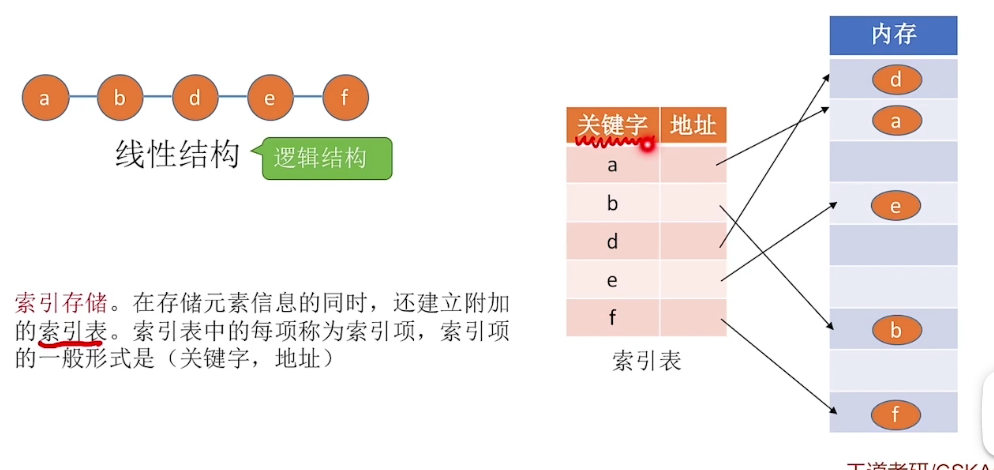 a b d e f
线性结构
逻辑结构
索引存储。在存储元素信息的同时，还建立附加
的索引表。索引表中的每项称为索引项，索引项
的一般形式是（关键字，地址）
关键字 地址
a
b
d
e
f
索引表
内存
d
a
e
b
f
王道考研/CSKA